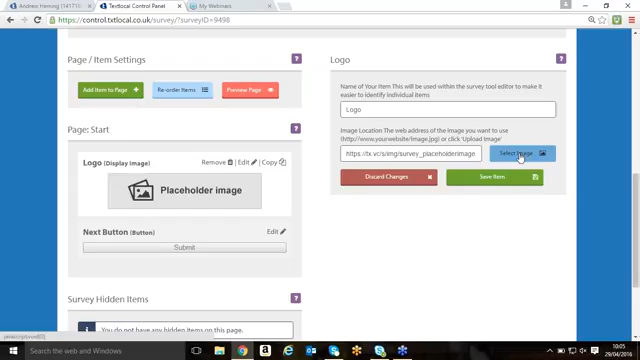 Andrew Heming (141719)
Textlocal Control Panel
My Webinars
https://control.txtlocal.co.uk/survey/?surveyID=9498
Page / Item Settings
?
Logo
?
Add Item to Page
Re-order Items
Preview Page
Name of Your Item This will be used within the survey tool editor to make it
easier to identify individual items
Logo
Page: Start
?
Image Location The web address of the image you want to use
(http://www.yourwebsite/image.jpg) or click 'Upload Image'
https://tx.vc/s/img/survey_placeholderimage
Select Image
Logo (Display Image)
Remove
Edit
Copy
Placeholder image
Discard Changes
Save Item
Next Button (Button)
Edit
Submit
Survey Hidden Items
?
You do not have any hidden items on this page.
Search the web and Windows
10:05
29/04/2016